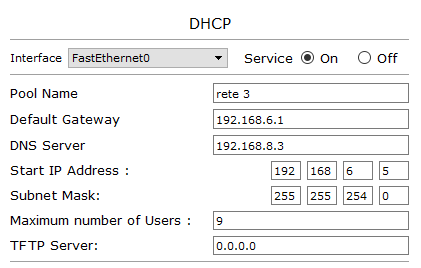 DHCP
Interface FastEthernet0 Service On Off
Pool Name rete 3
Default Gateway 192.168.6.1
DNS Server 192.168.8.3
Start IP Address : 192 168 6 5
Subnet Mask: 255 255 254 0
Maximum number of Users : 9
TFTP Server: 0.0.0.0